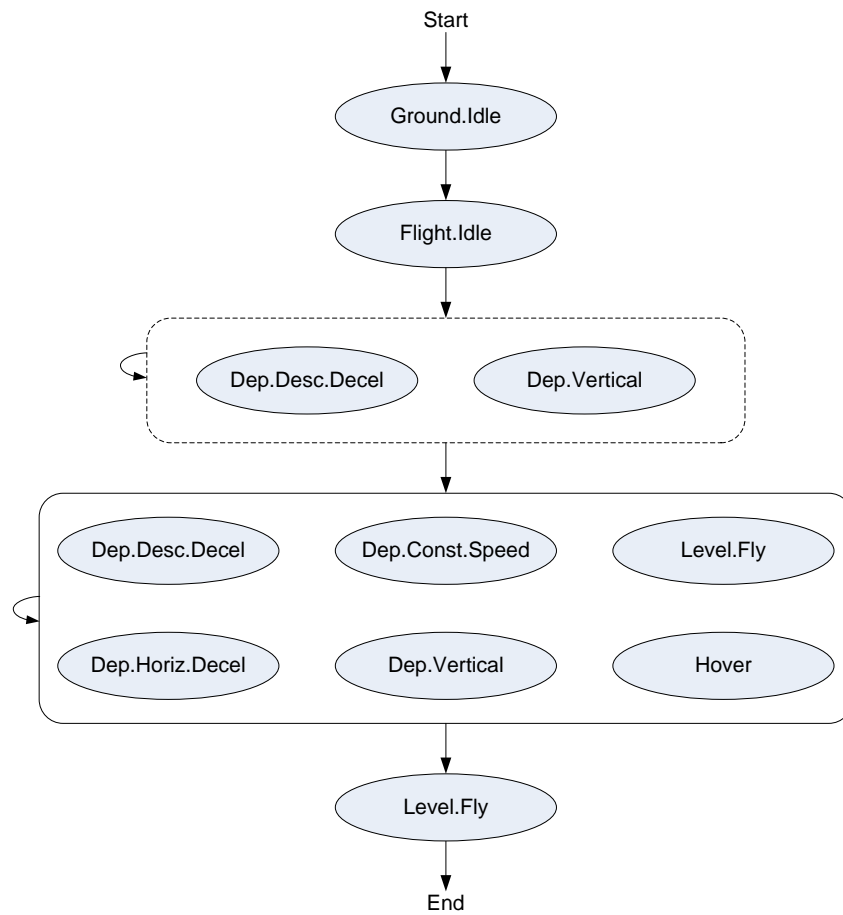 Start
Ground.Idle
Flight.Idle
Dep.Desc.Decel
Dep.Vertical
Dep.Desc.Decel
Dep.Const.Speed
Level.Fly
Dep.Horiz.Decel
Dep.Vertical
Hover
Level.Fly
End